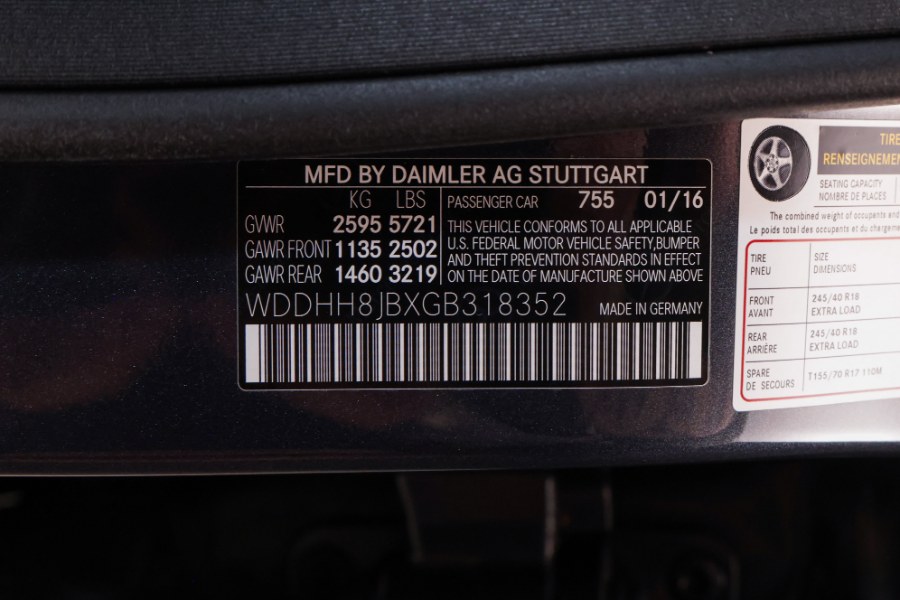 MFD BY DAIMLER AG STUTTGART
KG LBS
GVWR 2595 5721
GAWR FRONT 1135 2502
GAWR REAR 1460 3219
PASSENGER CAR 755 01/16
THIS VEHICLE CONFORMS TO ALL APPLICABLE
U.S. FEDERAL MOTOR VEHICLE SAFETY,BUMPER
AND THEFT PREVENTION STANDARDS IN EFFECT
ON THE DATE OF MANUFACTURE SHOWN ABOVE
WDDHH8JBXGB318352 MADE IN GERMANY
TIRE
RENSEIGNEMEN
SEATING CAPACITY
NOMBRE DE PLACES
The combined weight of occupants and
Le poids total des occupants et du chargeme
TIRE SIZE
PNEU DIMENSIONS
FRONT 245/40 R18
AVANT EXTRA LOAD
REAR 245/40 R18
ARRIÈRE EXTRA LOAD
SPARE T155/70 R17 110M
DE SECOURS